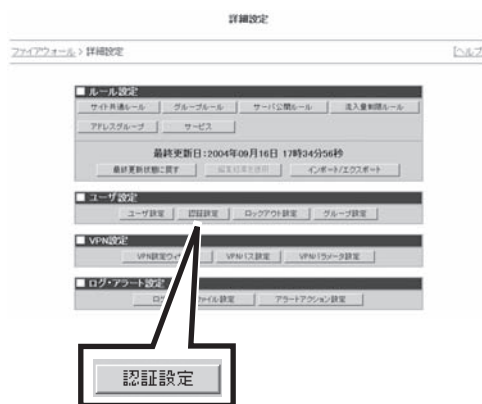 詳細設定
ファイアウォール > 詳細設定
[ヘルプ
■ ルール設定
サイト共通ルール グループルール サーバ公開ルール 流入量制限ルール
アドレスグループ サービス
最終更新日:2004年09月16日 17時34分56秒
最終更新状態に戻す 編集結果を適用 インポート/エクスポート
■ ユーザ設定
ユーザ設定 認証設定 ロックアウト設定 グループ設定
■ VPN設定
VPN設定ウィ VPNパス設定 VPNパラメータ設定
■ ログ・アラート設定
ログ ファイル設定 アラートアクション設定
認証設定